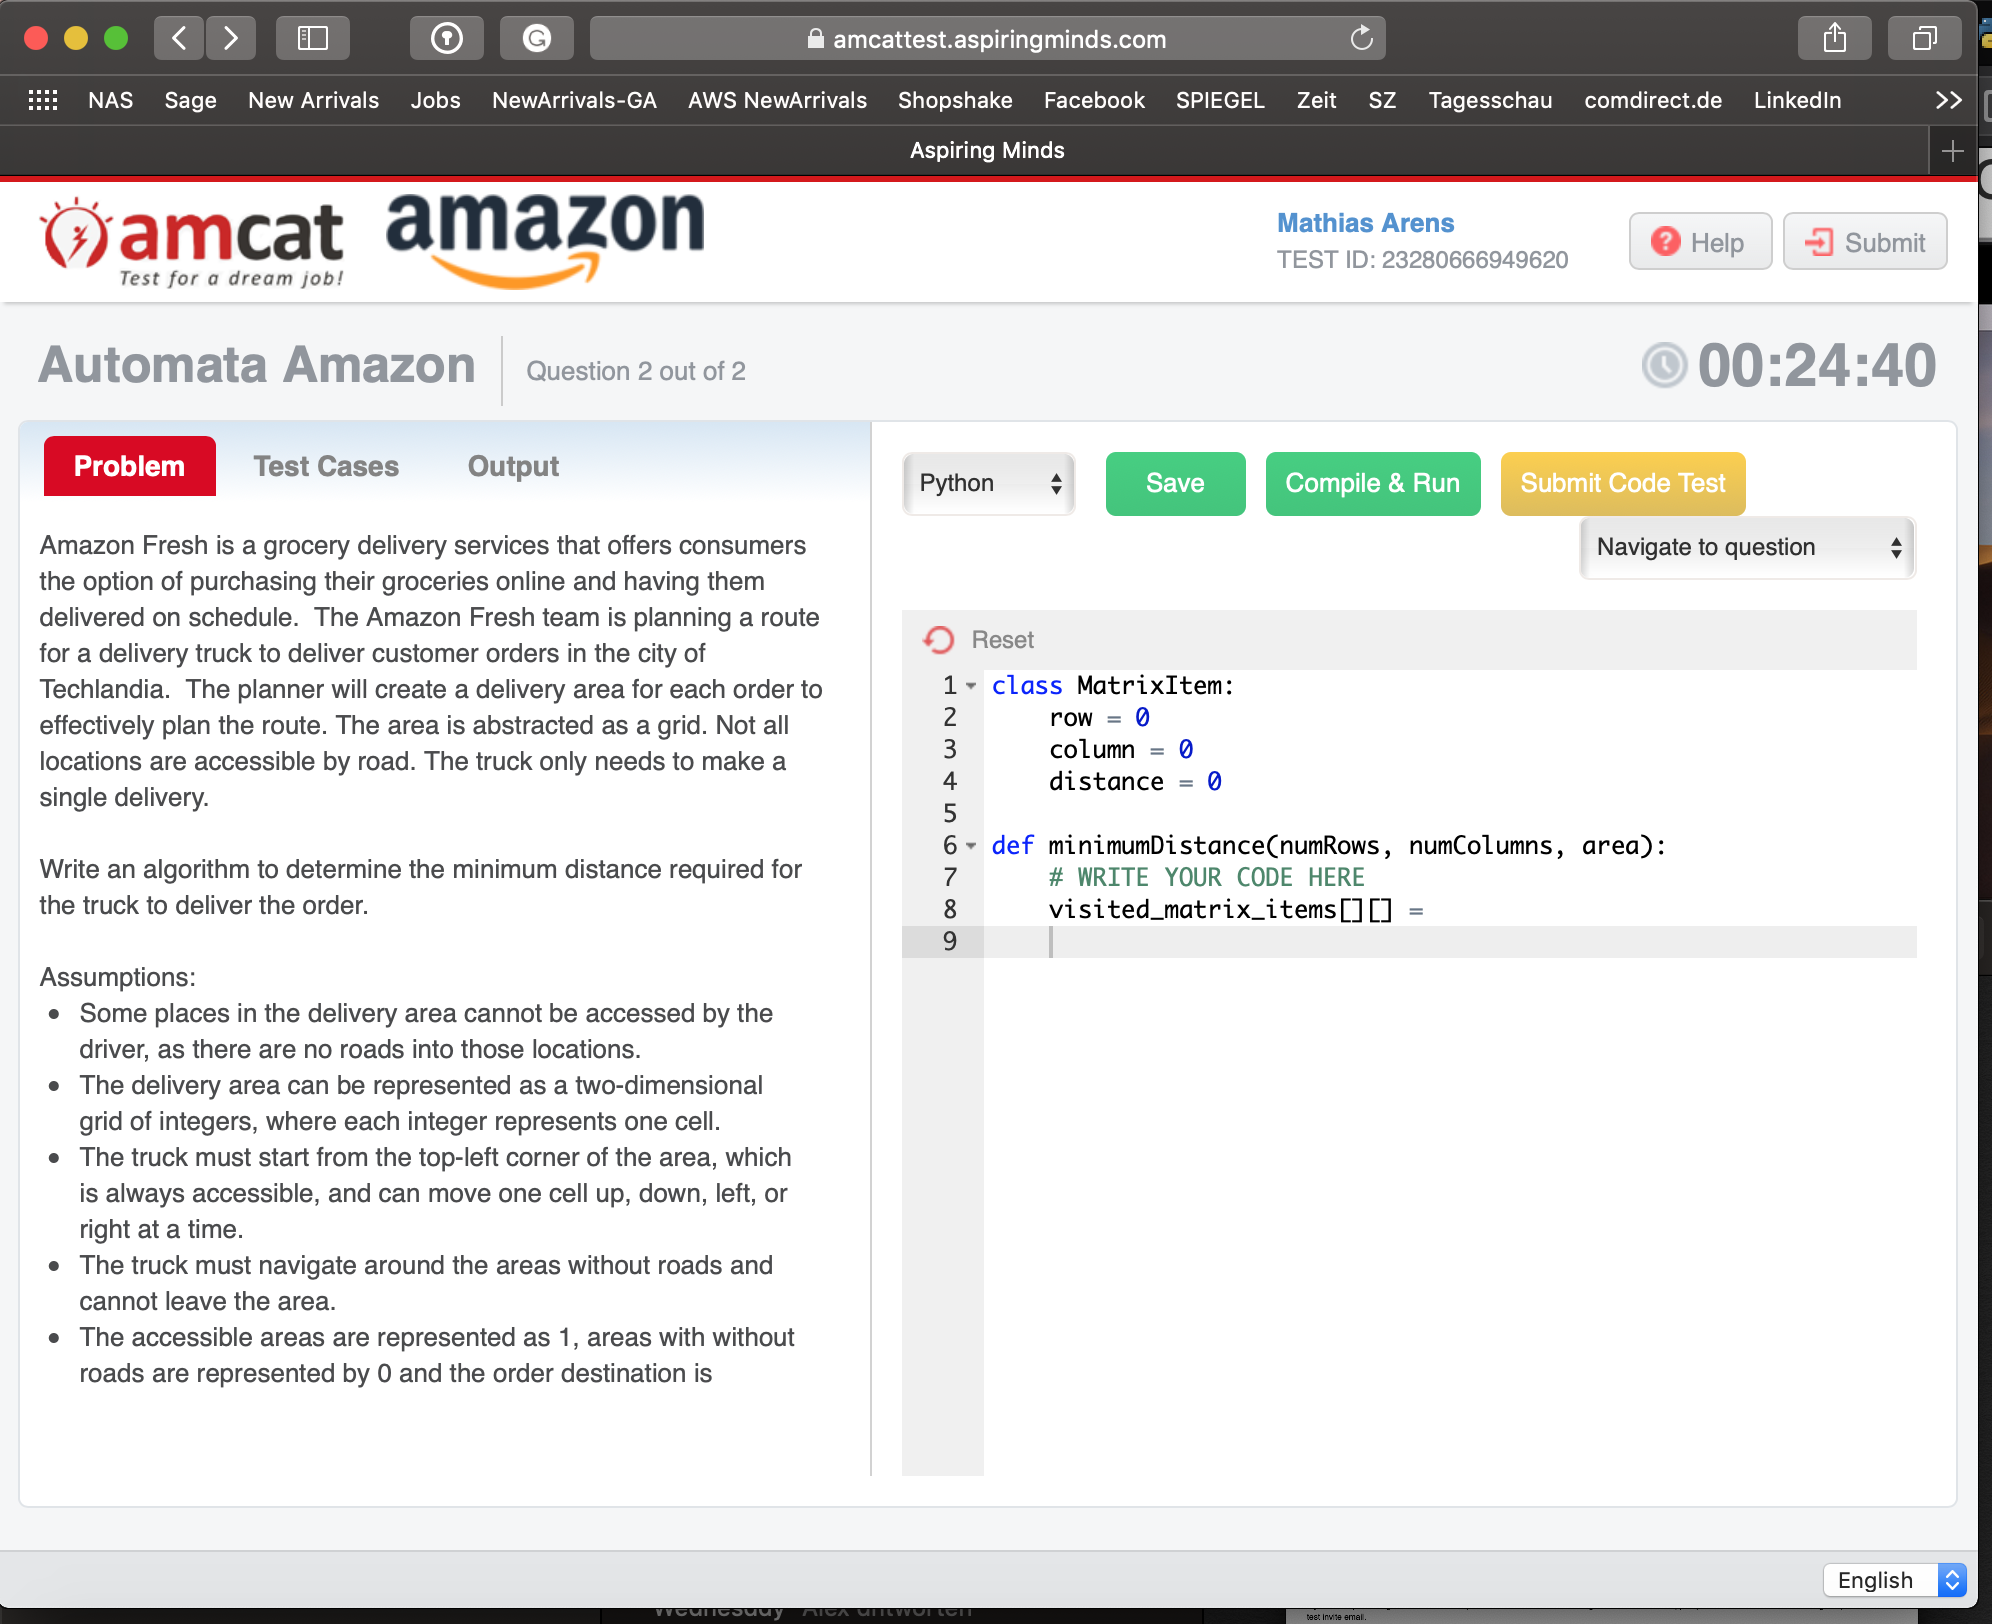 amcattest.aspiringminds.com
NAS Sage New Arrivals Jobs NewArrivals-GA AWS NewArrivals Shopshake Facebook SPIEGEL Zeit SZ Tagesschau comdirect.de LinkedIn >>
Aspiring Minds
amcat
Test for a dream job!
amazon
Mathias Arens
TEST ID: 23280666949620
Help
Submit
Automata Amazon
Question 2 out of 2
00:24:40
Problem
Test Cases
Output
Amazon Fresh is a grocery delivery services that offers consumers
the option of purchasing their groceries online and having them
delivered on schedule.  The Amazon Fresh team is planning a route
for a delivery truck to deliver customer orders in the city of
Techlandia.  The planner will create a delivery area for each order to
effectively plan the route. The area is abstracted as a grid. Not all
locations are accessible by road. The truck only needs to make a
single delivery.
Write an algorithm to determine the minimum distance required for
the truck to deliver the order.
Assumptions:
• Some places in the delivery area cannot be accessed by the
driver, as there are no roads into those locations.
• The delivery area can be represented as a two-dimensional
grid of integers, where each integer represents one cell.
• The truck must start from the top-left corner of the area, which
is always accessible, and can move one cell up, down, left, or
right at a time.
• The truck must navigate around the areas without roads and
cannot leave the area.
• The accessible areas are represented as 1, areas with without
roads are represented by 0 and the order destination is
Python
Save
Compile & Run
Submit Code Test
Navigate to question
Reset
1 class MatrixItem:
2     row = 0
3     column = 0
4     distance = 0
5
6 def minimumDistance(numRows, numColumns, area):
7     # WRITE YOUR CODE HERE
8     visited_matrix_items[][] =
9
English
Wednesday Alex antworten
test invite email.